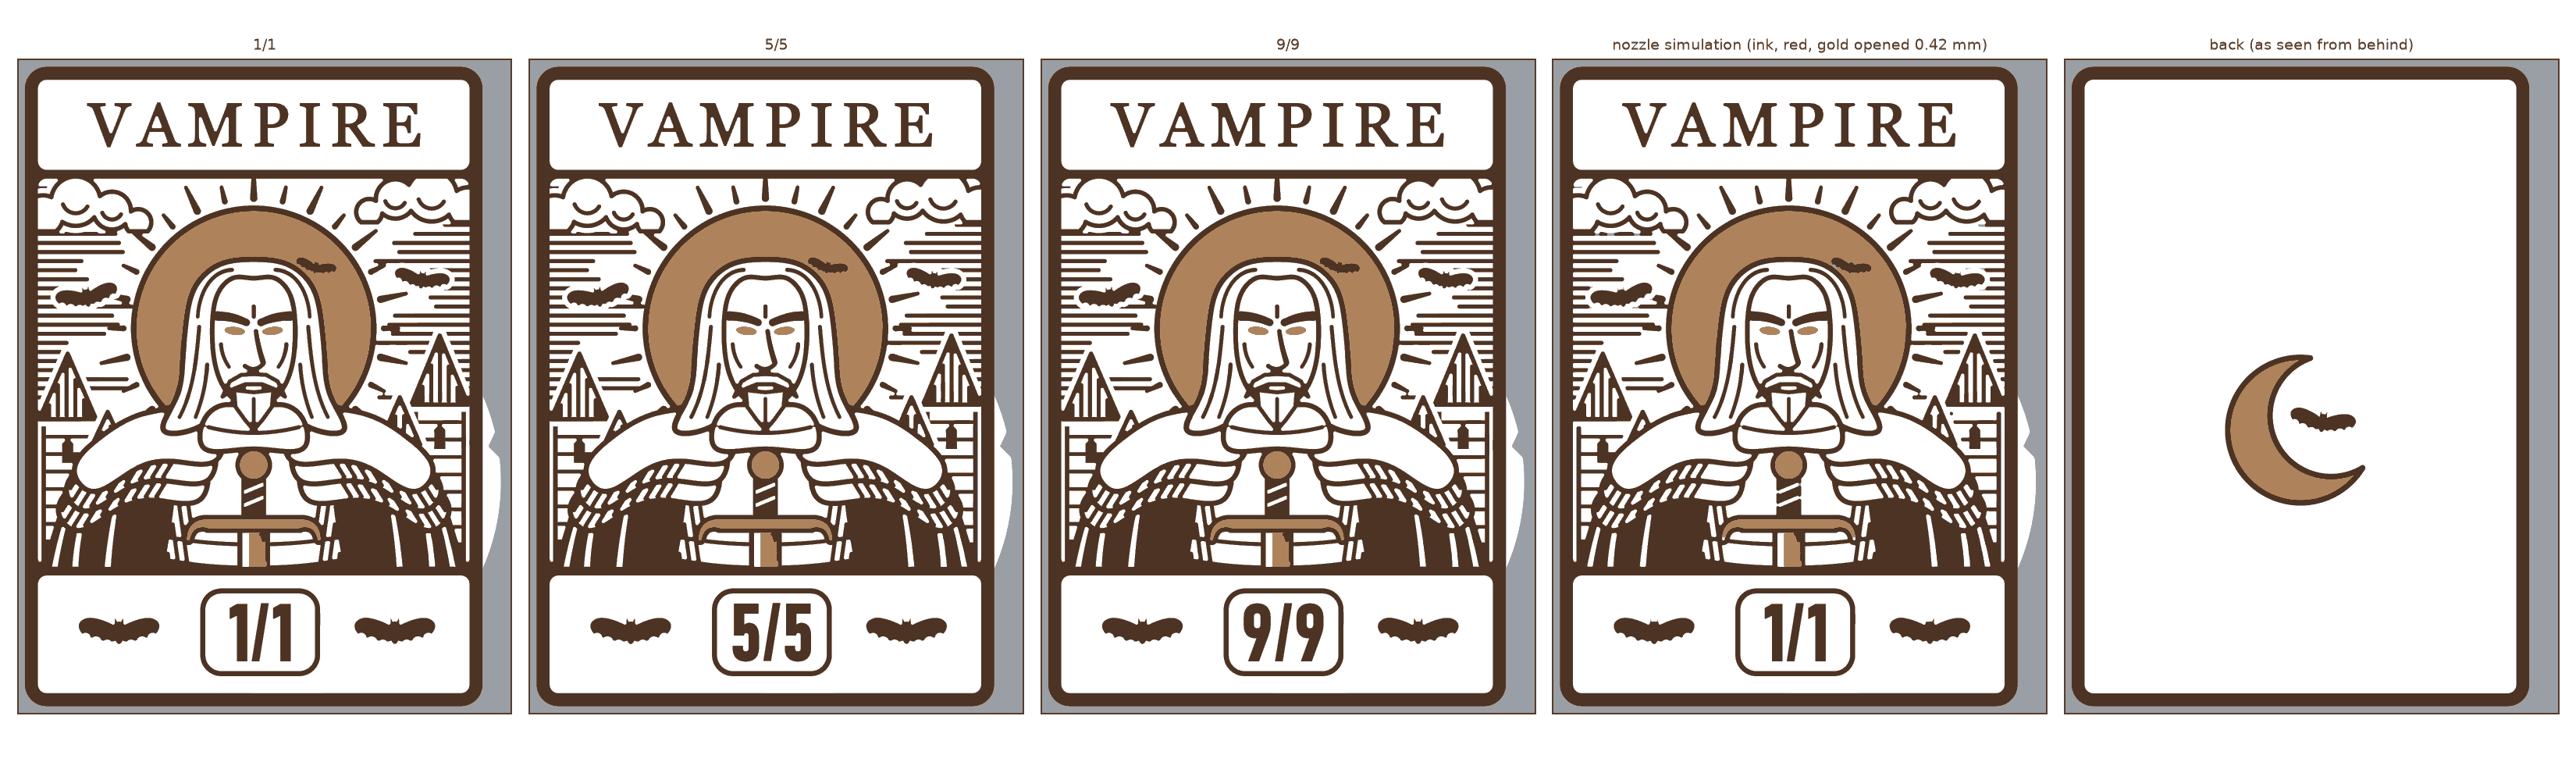 1/1
5/5
9/9
nozzle simulation (ink, red, gold opened 0.42 mm)
back (as seen from behind)
VAMPIRE
VAMPIRE
VAMPIRE
VAMPIRE
1/1
5/5
9/9
1/1